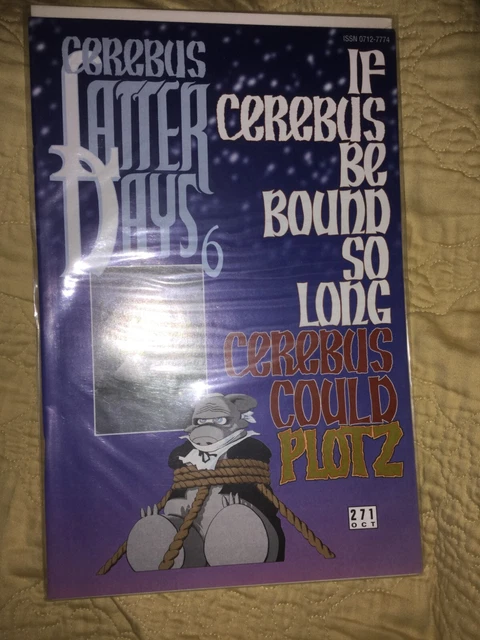 ISSN 0712-7774
CEREBUS
LATTER
DAYS
6
IF
CEREBUS
BE
BOUND
SO
LONG
CEREBUS
COULD
PLOTZ
271
OCT